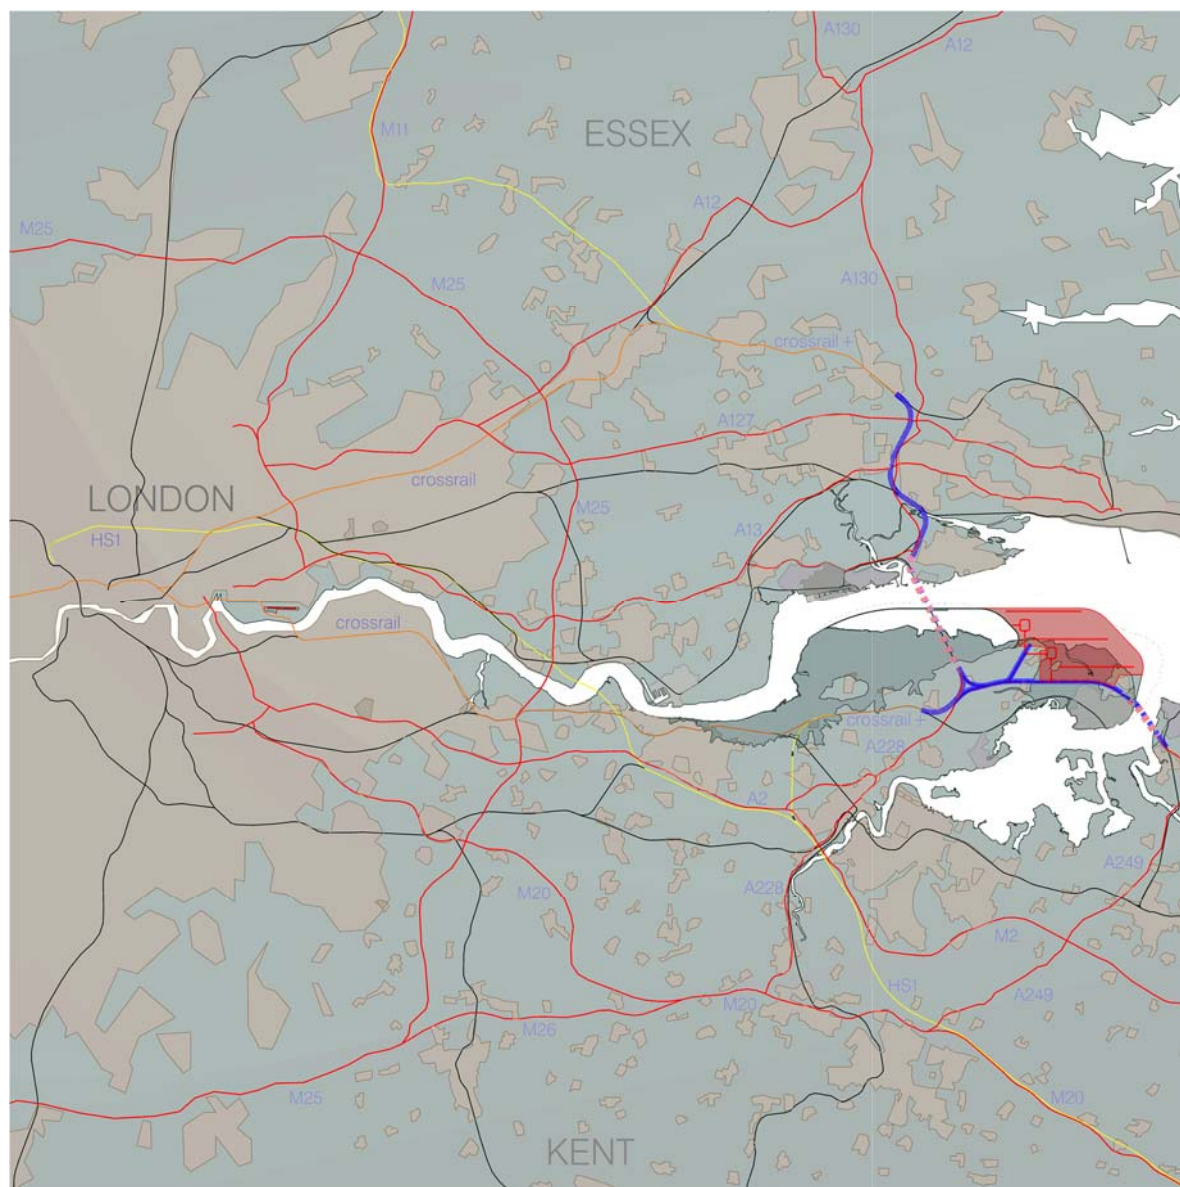 A130
A12
M11
ESSEX
A12
M25
M25
A130
crossrail +
A127
crossrail
LONDON
M25
A13
HS1
crossrail
crossrail +
A228
A2
A249
M20
A228
M2
HS1
A249
M20
M26
M25
M20
KENT